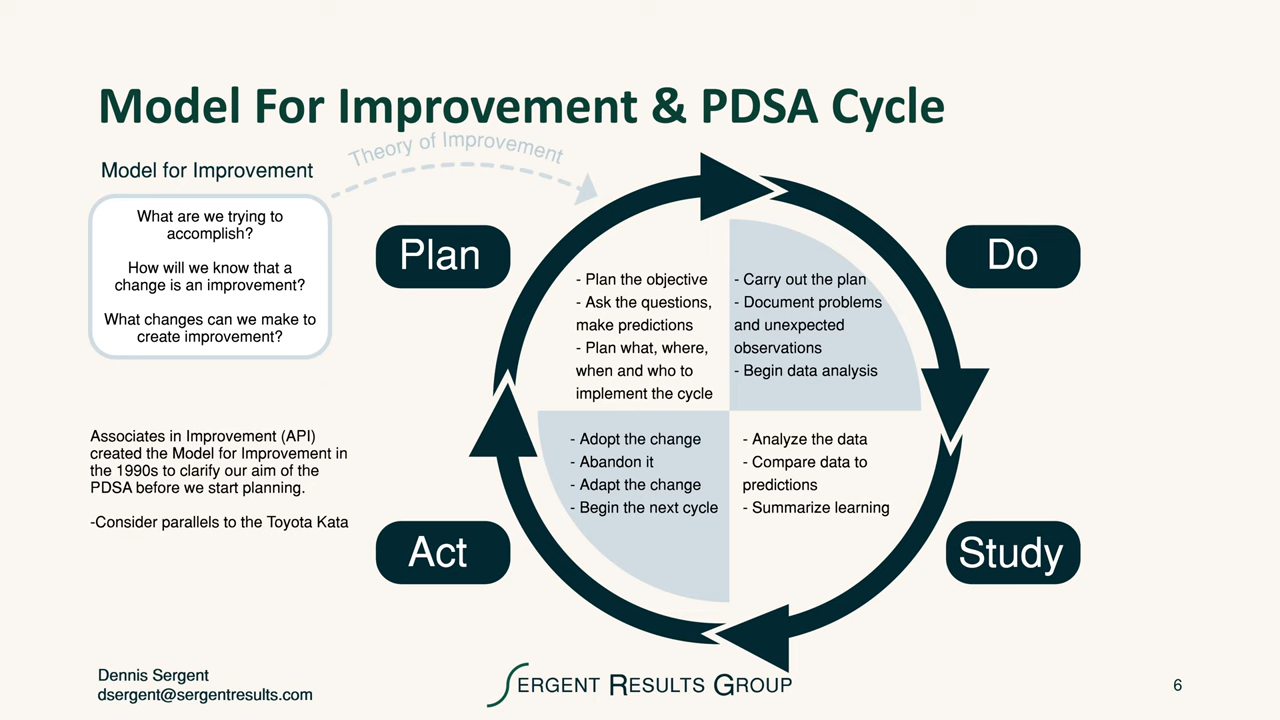 Model For Improvement & PDSA Cycle
Theory of Improvement
Model for Improvement
What are we trying to
accomplish?
How will we know that a
change is an improvement?
What changes can we make to
create improvement?
Associates in Improvement (API)
created the Model for Improvement in
the 1990s to clarify our aim of the
PDSA before we start planning.
-Consider parallels to the Toyota Kata
Plan
- Plan the objective
- Ask the questions,
make predictions
- Plan what, where,
when and who to
implement the cycle
Do
- Carry out the plan
- Document problems
and unexpected
observations
- Begin data analysis
Act
- Adopt the change
- Abandon it
- Adapt the change
- Begin the next cycle
Study
- Analyze the data
- Compare data to
predictions
- Summarize learning
Dennis Sergent
dsergent@sergentresults.com
SERGENT RESULTS GROUP
6